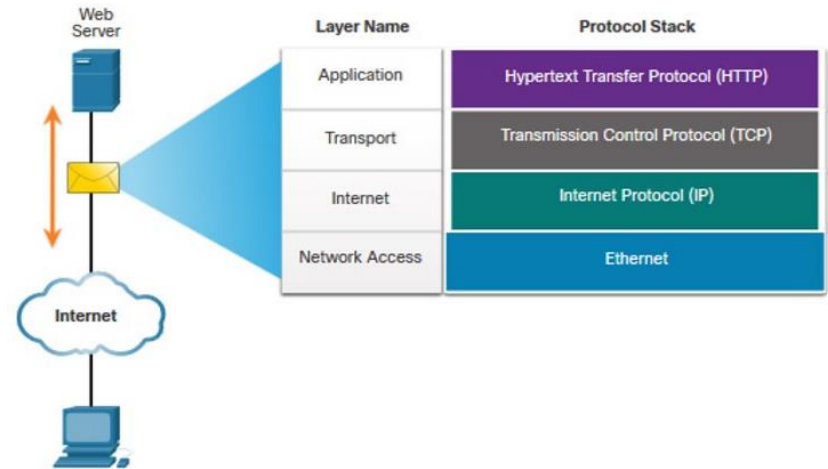 Web
Server
Layer Name
Protocol Stack
Application
Hypertext Transfer Protocol (HTTP)
Transport
Transmission Control Protocol (TCP)
Internet
Internet Protocol (IP)
Network Access
Ethernet
Internet